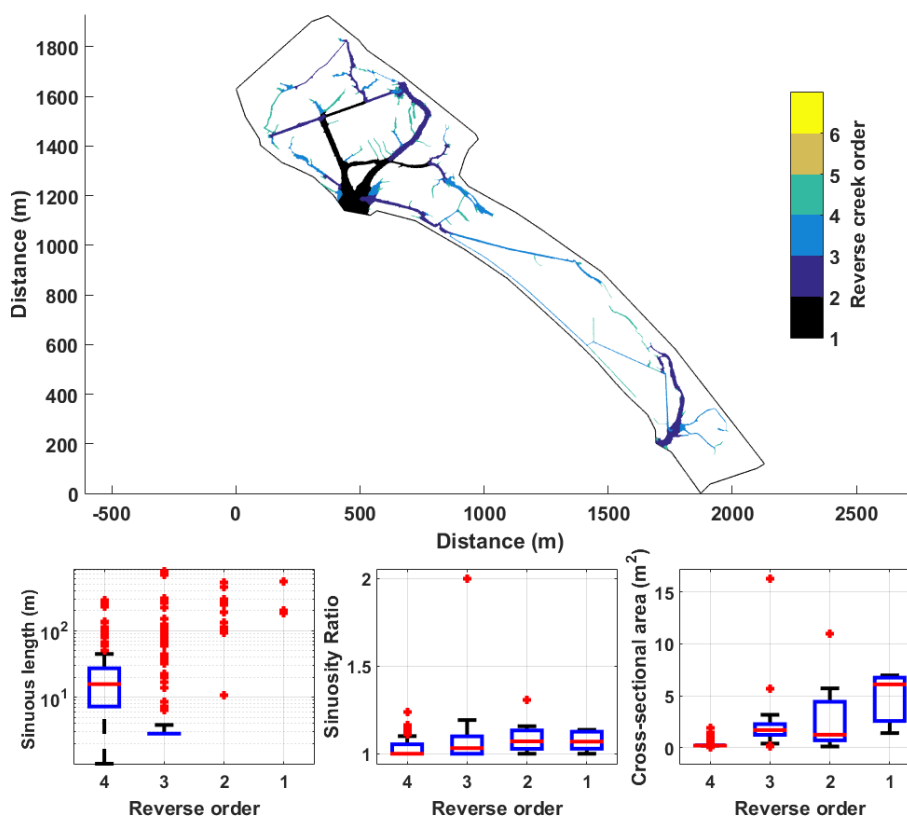 1800
1600
1400
1200
1000
800
600
400
200
0
Distance (m)
-500 0 500 1000 1500 2000 2500
Distance (m)
6
5
4
3
2
1
Reverse creek order
10^2
10^1
Sinuous length (m)
4 3 2 1
Reverse order
2
1.5
1
Sinuosity Ratio
4 3 2 1
Reverse order
15
10
5
0
Cross-sectional area (m^2)
4 3 2 1
Reverse order